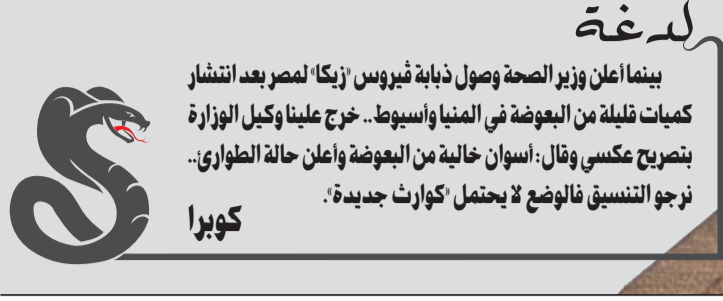 لدغة
بينما أعلن وزير الصحة وصول ذبابة ڤيروس «زيكا» لمصر بعد انتشار
كميات قليلة من البعوضة في المنيا وأسيوط.. خرج علينا وكيل الوزارة
بتصريح عكسي وقال: أسوان خالية من البعوضة وأعلن حالة الطوارئ..
نرجو التنسيق فالوضع لا يحتمل «كوارث جديدة».
كوبرا